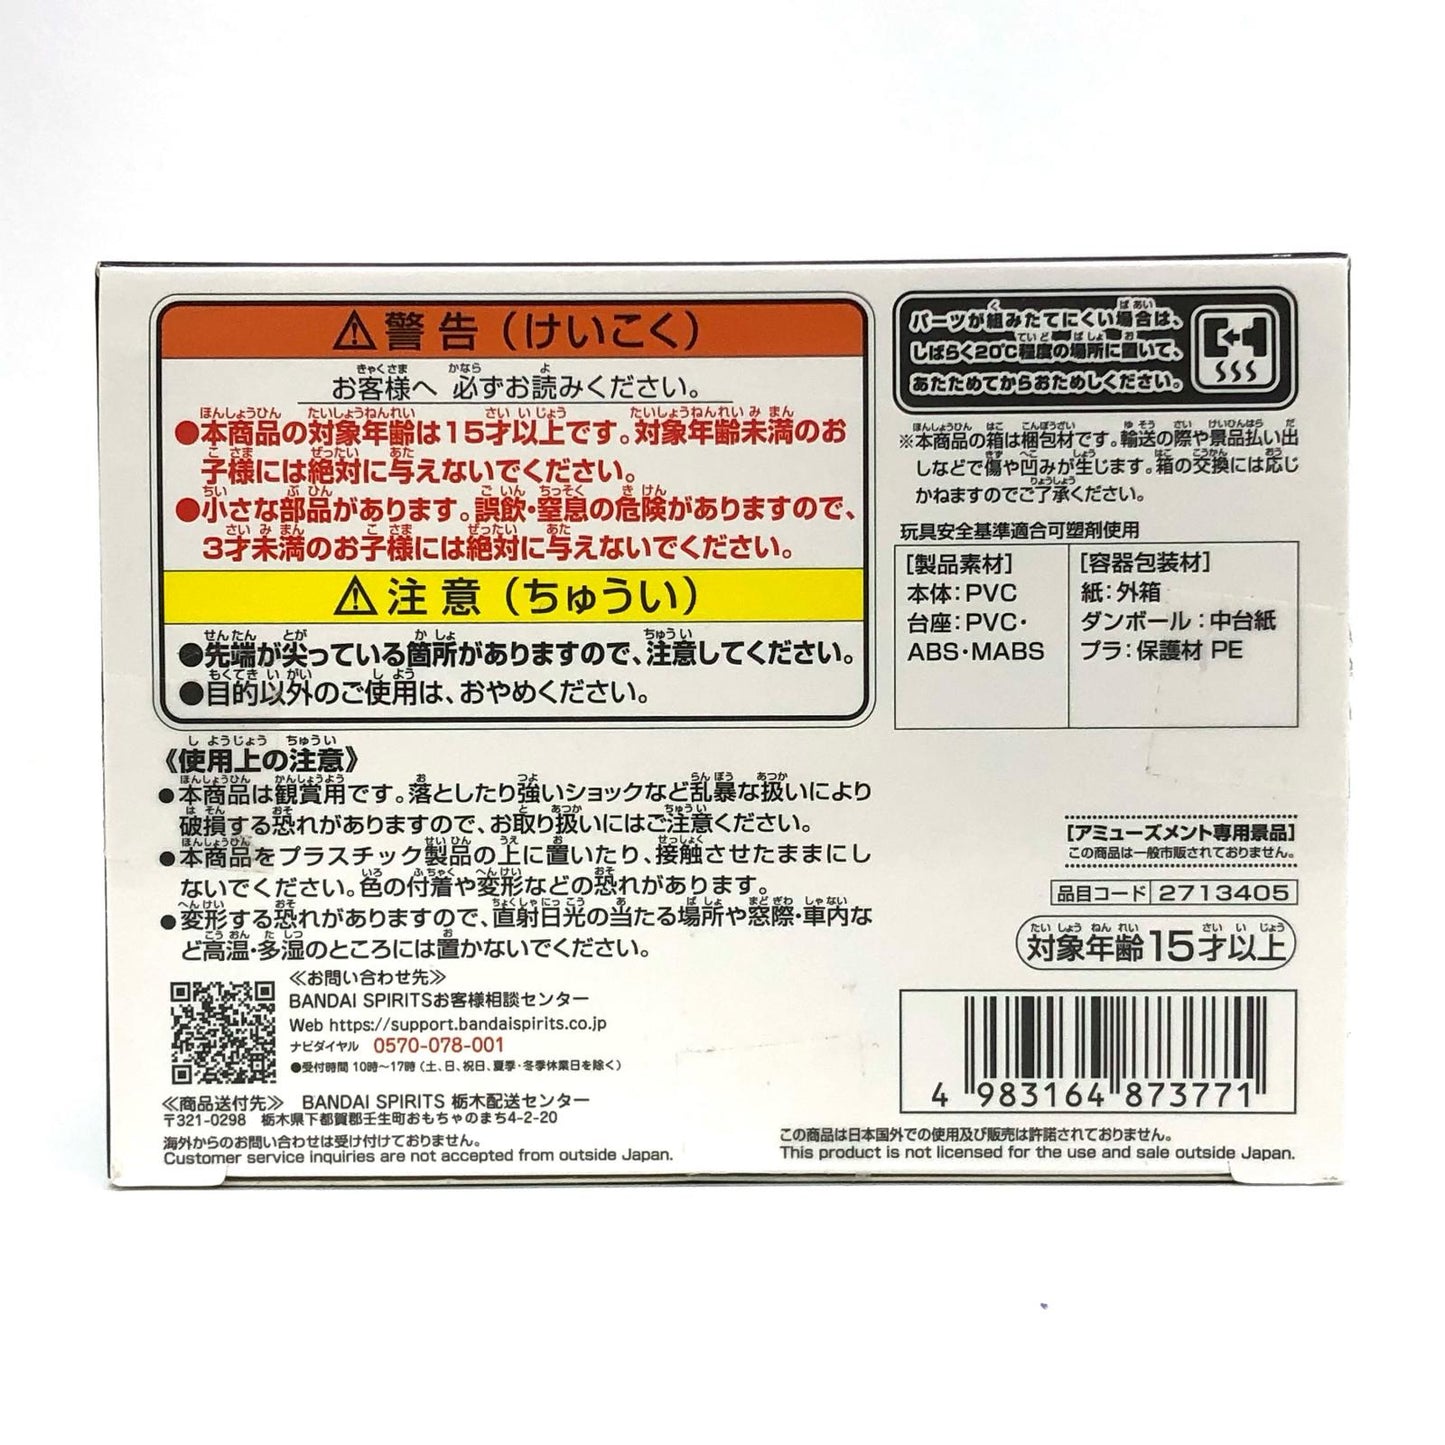 ⚠警告（けいこく）
お客様へ 必ずお読みください。
●本商品の対象年齢は15才以上です。対象年齢未満のお
子様には絶対に与えないでください。
●小さな部品があります。誤飲・窒息の危険がありますので、
3才未満のお子様には絶対に与えないでください。
⚠注意（ちゅうい）
●先端が尖っている箇所がありますので、注意してください。
●目的以外のご使用は、おやめください。
《使用上の注意》
●本商品は観賞用です。落としたり強いショックなど乱暴な扱いにより
破損する恐れがありますので、お取り扱いにはご注意ください。
●本商品をプラスチック製品の上に置いたり、接触させたままにし
ないでください。色の付着や変形などの恐れがあります。
●変形する恐れがありますので、直射日光の当たる場所や窓際・車内な
ど高温・多湿のところには置かないでください。
≪お問い合わせ先≫
BANDAI SPIRITSお客様相談センター
Web https://support.bandaispirits.co.jp
ナビダイヤル 0570-078-001
●受付時間 10時～17時（土、日、祝日、夏季・冬季休業日を除く）
≪商品送付先≫ BANDAI SPIRITS 栃木配送センター
〒321-0298 栃木県下都賀郡壬生町おもちゃのまち4-2-20
海外からのお問い合わせは受け付けておりません。
Customer service inquiries are not accepted from outside Japan.
パーツが組みたてにくい場合は、
しばらく20℃程度の場所に置いて、
あたためてからおためしください。
※本商品の箱は梱包材です。輸送の際や景品払い出
しなどで傷や凹みが生じます。箱の交換には応じ
かねますのでご了承ください。
玩具安全基準適合可塑剤使用
[製品素材]
本体：PVC
台座：PVC・
ABS・MABS
[容器包装材]
紙：外箱
ダンボール：中台紙
プラ：保護材 PE
[アミューズメント専用景品]
この商品は一般市販されておりません。
品目コード 2713405
対象年齢15才以上
4 983164 873771
この商品は日本国外での使用及び販売は許諾されておりません。
This product is not licensed for the use and sale outside Japan.